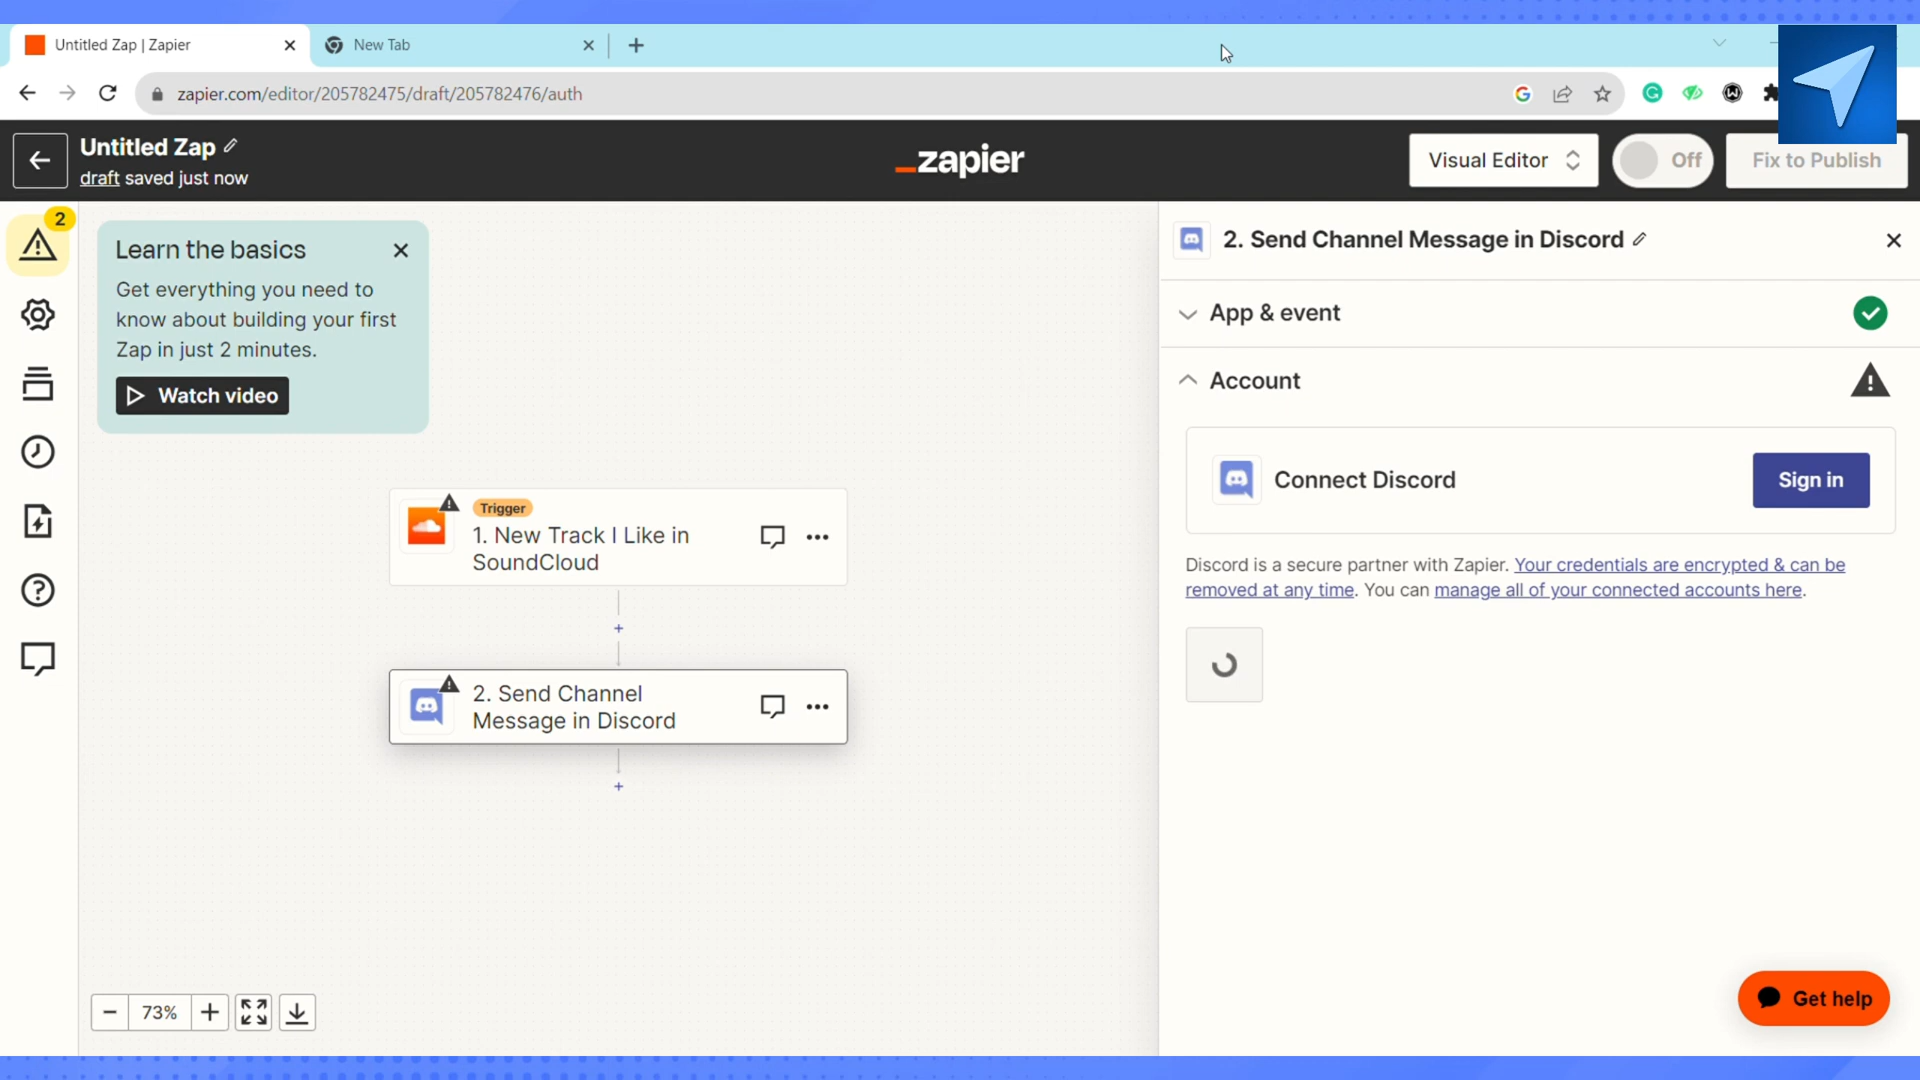 Untitled Zap | Zapier
New Tab
zapier.com/editor/205782475/draft/205782476/auth
Untitled Zap
draft saved just now
_zapier
Visual Editor
Off
Fix to Publish
2
Learn the basics
Get everything you need to
know about building your first
Zap in just 2 minutes.
Watch video
Trigger
1. New Track I Like in
SoundCloud
2. Send Channel
Message in Discord
73%
2. Send Channel Message in Discord
App & event
Account
Connect Discord
Sign in
Discord is a secure partner with Zapier. Your credentials are encrypted & can be
removed at any time. You can manage all of your connected accounts here.
Get help